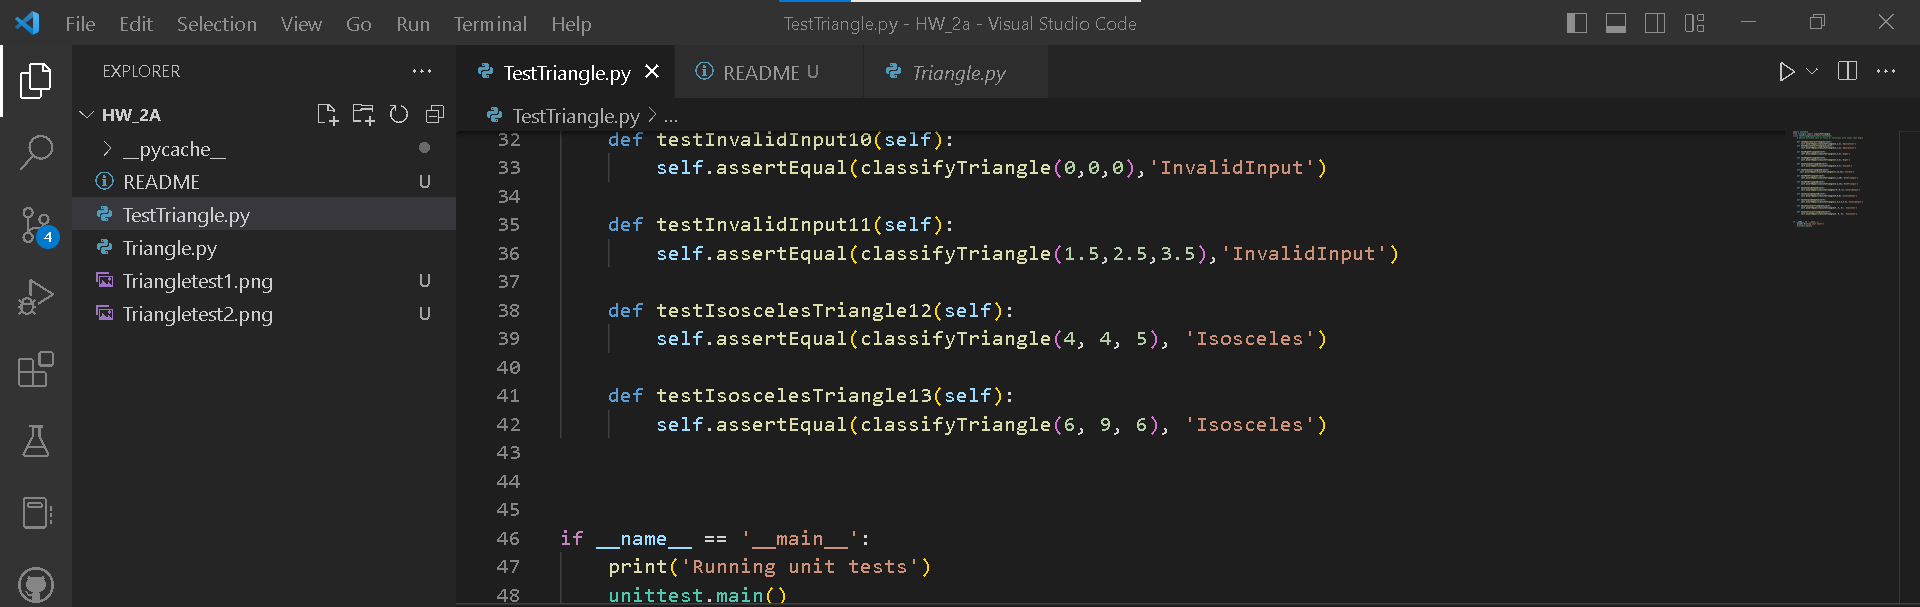 File Edit Selection View Go Run Terminal Help
TestTriangle.py - HW_2a - Visual Studio Code
EXPLORER
HW_2A
__pycache__
README U
TestTriangle.py
Triangle.py
Triangletest1.png U
Triangletest2.png U
4
TestTriangle.py README U Triangle.py
TestTriangle.py > ...
32 def testInvalidInput10(self):
33 self.assertEqual(classifyTriangle(0,0,0),'InvalidInput')
34
35 def testInvalidInput11(self):
36 self.assertEqual(classifyTriangle(1.5,2.5,3.5),'InvalidInput')
37
38 def testIsoscelesTriangle12(self):
39 self.assertEqual(classifyTriangle(4, 4, 5), 'Isosceles')
40
41 def testIsoscelesTriangle13(self):
42 self.assertEqual(classifyTriangle(6, 9, 6), 'Isosceles')
43
44
45
46 if __name__ == '__main__':
47 print('Running unit tests')
48 unittest.main()